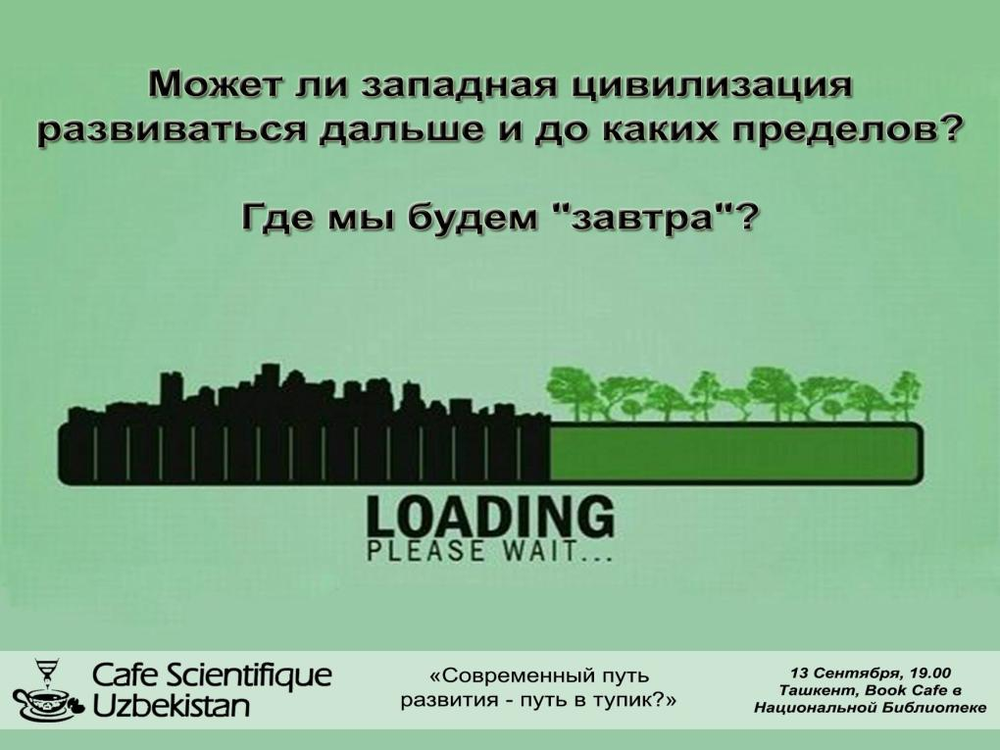 Может ли западная цивилизация
развиваться дальше и до каких пределов?
Где мы будем "завтра"?
LOADING
PLEASE WAIT...
Cafe Scientifique
Uzbekistan
«Современный путь
развития - путь в тупик?»
13 Сентября, 19.00
Ташкент, Book Cafe в
Национальной Библиотеке